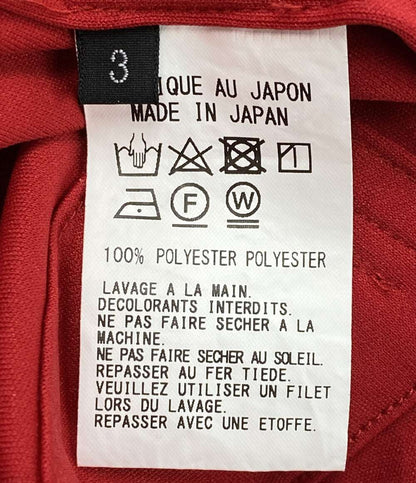 3
IQUE AU JAPON
MADE IN JAPAN
F
W
100% POLYESTER POLYESTER
LAVAGE A LA MAIN.
DECOLORANTS INTERDITS.
NE PAS FAIRE SECHER A LA
MACHINE.
NE PAS FAIRE SECHER AU SOLEIL.
REPASSER AU FER TIEDE.
VEUILLEZ UTILISER UN FILET
LORS DU LAVAGE.
REPASSER AVEC UNE ETOFFE.